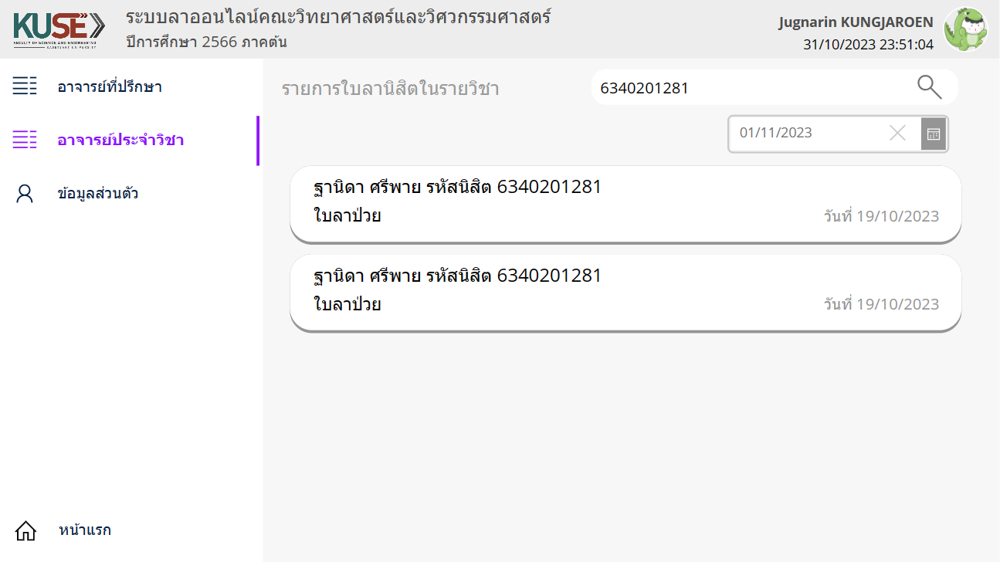 KUSE
FACULTY OF SCIENCE AND ENGINEERING
KASETSART UNIVERSITY
ระบบลาออนไลน์คณะวิทยาศาสตร์และวิศวกรรมศาสตร์
ปีการศึกษา 2566 ภาคต้น
Jugnarin KUNGJAROEN
31/10/2023 23:51:04
อาจารย์ที่ปรึกษา
อาจารย์ประจำวิชา
ข้อมูลส่วนตัว
หน้าแรก
รายการใบลานิสิตในรายวิชา
6340201281
01/11/2023
ฐานิดา ศรีพาย รหัสนิสิต 6340201281
ใบลาป่วย
วันที่ 19/10/2023
ฐานิดา ศรีพาย รหัสนิสิต 6340201281
ใบลาป่วย
วันที่ 19/10/2023